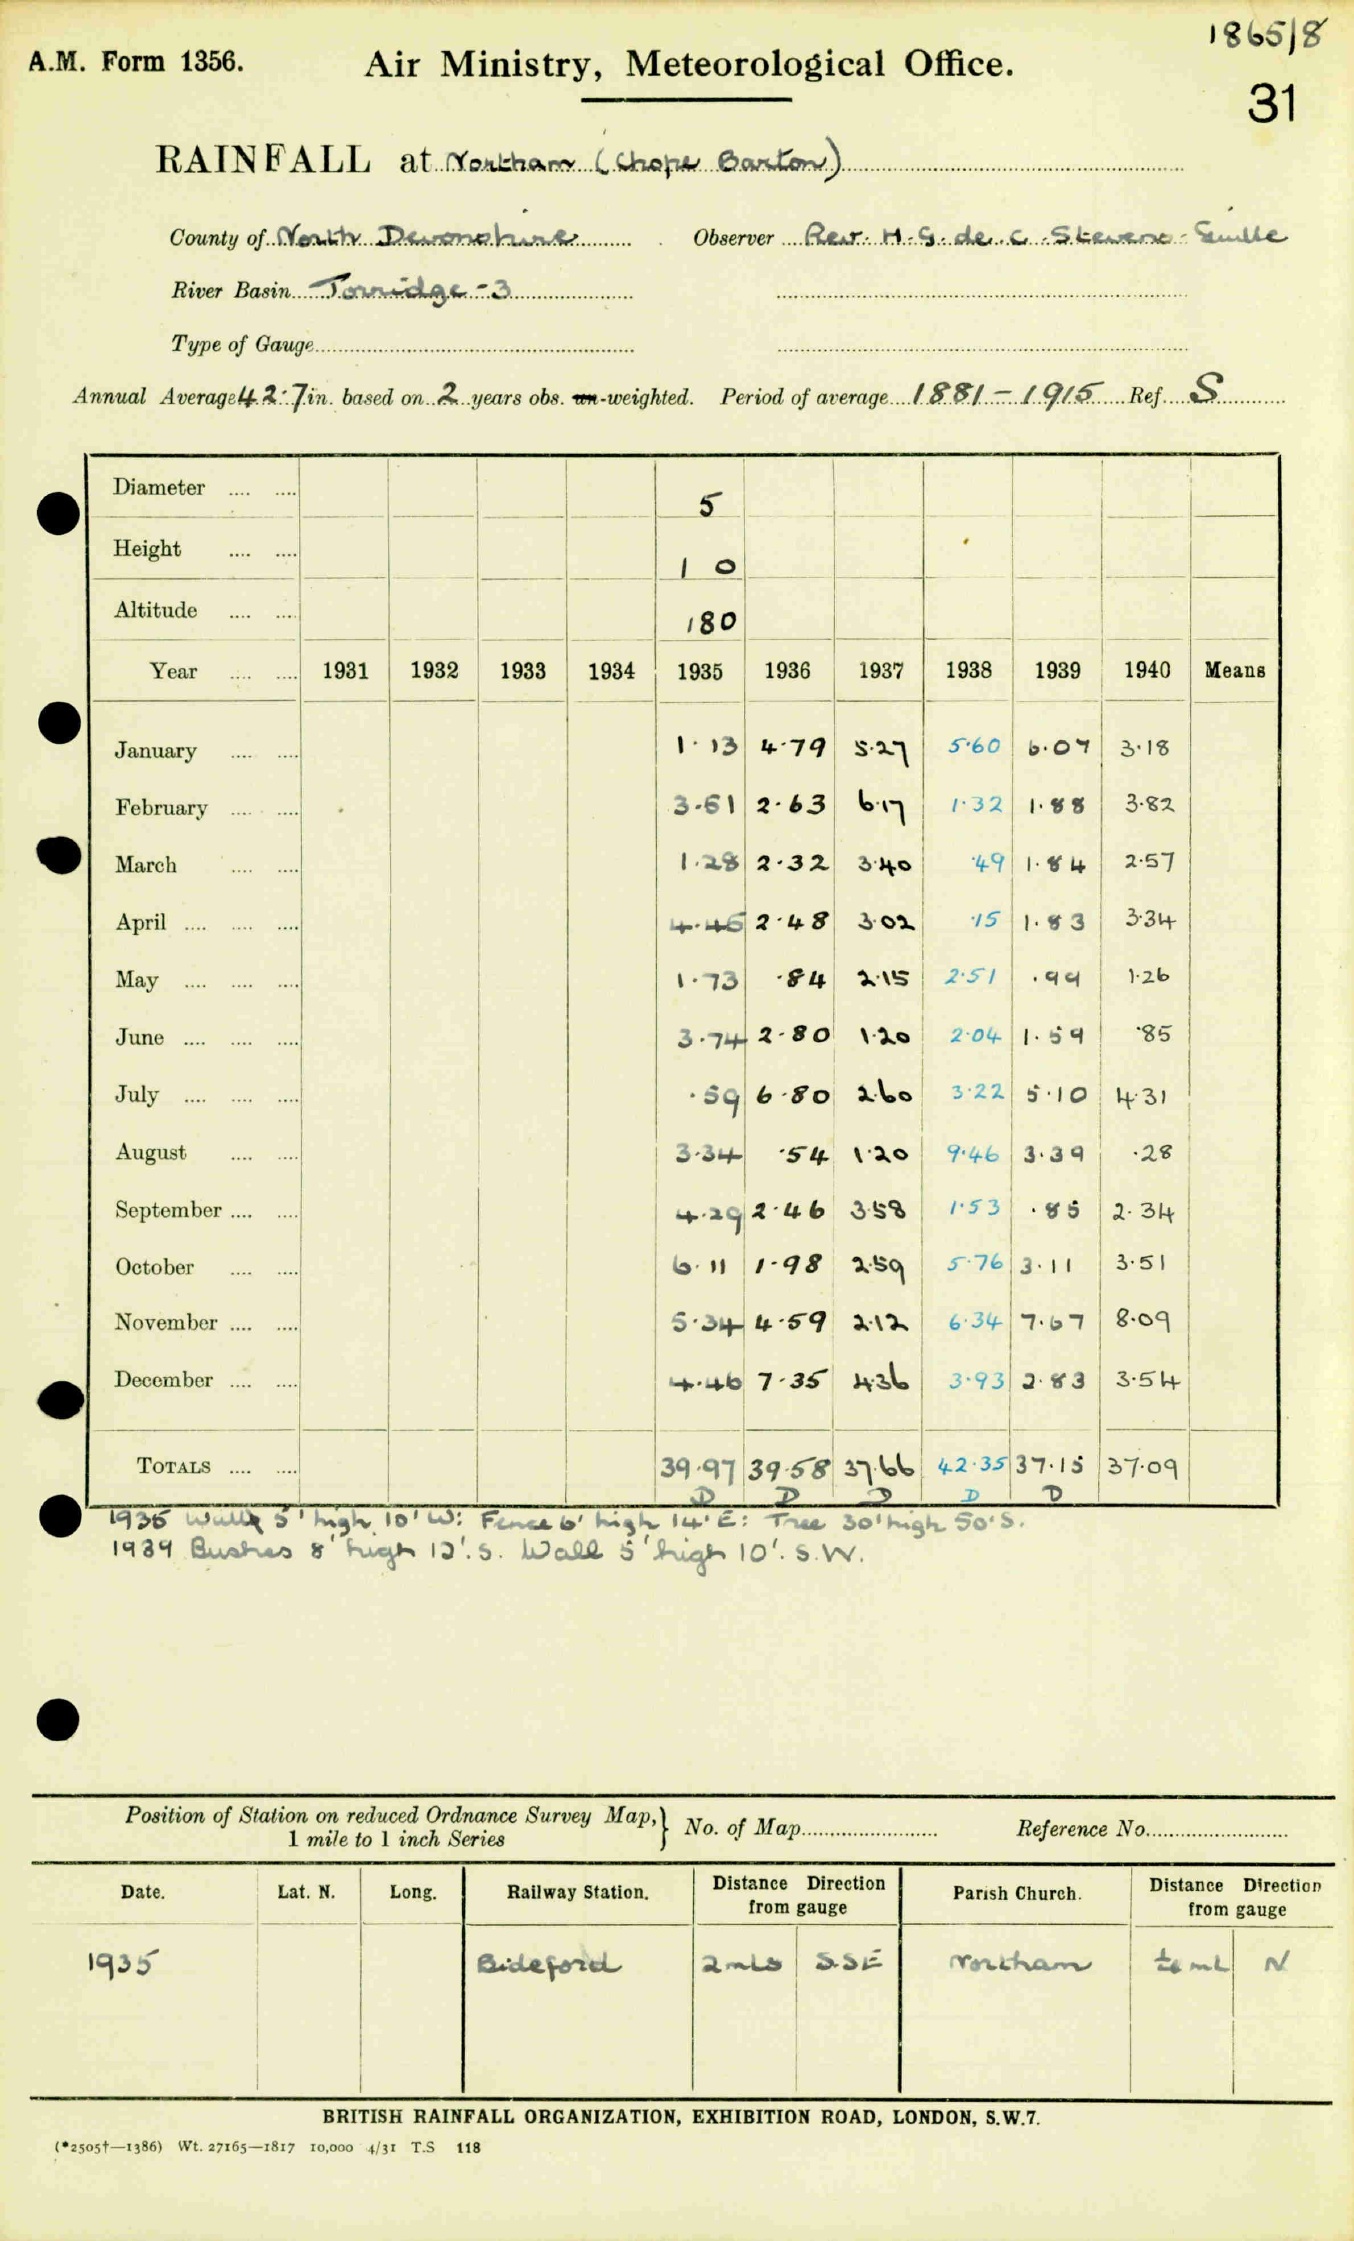 1865/8
A.M. Form 1356. Air Ministry, Meteorological Office.
31
RAINFALL at Northam (Chope Barton)
County of North Devonshire Observer Rev. H. G. de. C. Stevens-Guille
River Basin Torridge - 3
Type of Gauge
Annual Average 42.7 in. based on 2 years obs. un-weighted. Period of average 1881 - 1915 Ref. S
Diameter 5
Height 1 0
Altitude 180
Year 1931 1932 1933 1934 1935 1936 1937 1938 1939 1940 Means
January 1.13 4.79 5.27 5.60 6.07 3.18
February 3.61 2.63 6.17 1.32 1.88 3.82
March 1.28 2.32 3.40 .49 1.84 2.57
April 4.46 2.48 3.02 .15 1.83 3.34
May 1.73 .84 2.15 2.51 .99 1.26
June 3.74 2.80 1.20 2.04 1.59 .85
July .59 6.80 2.60 3.22 5.10 4.31
August 3.34 .54 1.20 9.46 3.39 .28
September 4.29 2.46 3.58 1.53 .85 2.34
October 6.11 1.98 2.59 5.76 3.11 3.51
November 5.34 4.59 2.12 6.34 7.67 8.09
December 4.46 7.35 4.36 3.93 2.83 3.54
TOTALS 39.97 39.58 37.66 42.35 37.15 37.09
D D D D D
1935 Wall 5' high 10' W: Fence 6' high 14' E: Tree 30' high 50' S.
1939 Bushes 8' high 12'. S. Wall 5' high 10'. S.W.
Position of Station on reduced Ordnance Survey Map,} No. of Map Reference No.
1 mile to 1 inch Series
Date. Lat. N. Long. Railway Station. Distance Direction from gauge Parish Church. Distance Direction from gauge
1935 Bideford 2 mls SSE Northam ml N
BRITISH RAINFALL ORGANIZATION, EXHIBITION ROAD, LONDON, S.W.7.
(*2505†—1386) Wt. 27165—1817 10,000 4/31 T.S 118